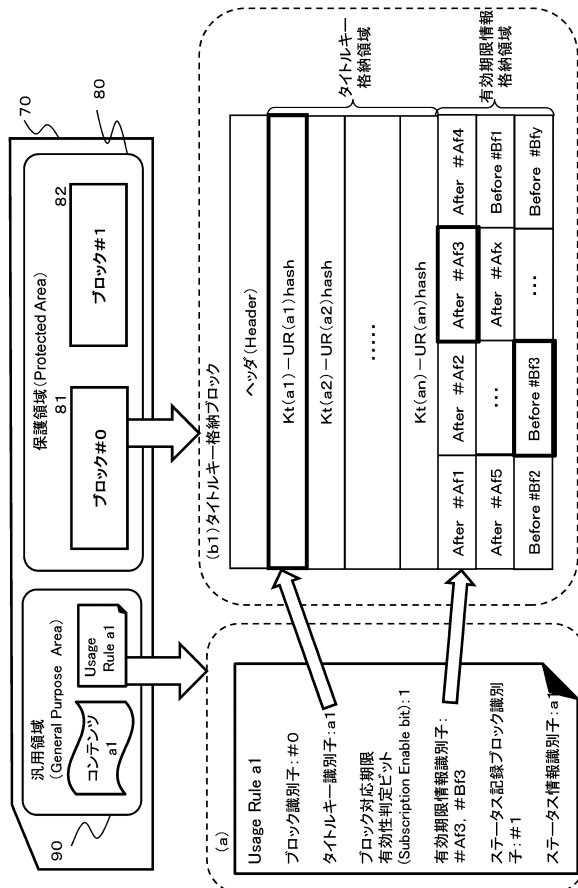 70
保護領域(Protected Area)
80
81
ブロック#0
82
ブロック#1
汎用領域
(General Purpose Area)
コンテンツ
a1
Usage
Rule a1
90
(a)
Usage Rule a1
ブロック識別子:#0
タイトルキー識別子:a1
ブロック対応期限
有効性判定ビット
(Subscription Enable bit):1
有効期限情報識別子:
#Af3, #Bf3
ステータス記録ブロック識別
子:#1
ステータス情報識別子:a1
(b1)タイトルキー格納ブロック
ヘッダ(Header)
Kt(a1)-UR(a1)hash
Kt(a2)-UR(a2)hash
.....
Kt(an)-UR(an)hash
After #Af1 After #Af2 After #Af3 After #Af4
After #Af5 ... After #Afx Before #Bf1
Before #Bf2 Before #Bf3 ... Before #Bfy
タイトルキー
格納領域
有効期限情報
格納領域